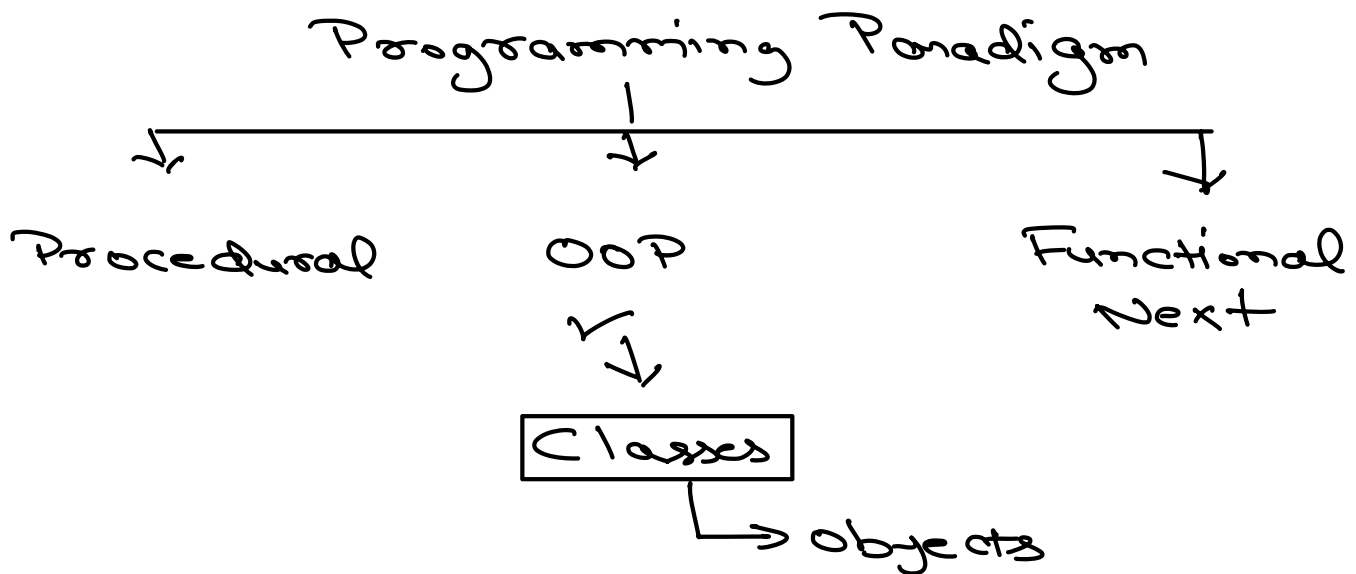 Programming Paradigm
Procedural OOP Functional
Next
Classes
Objects